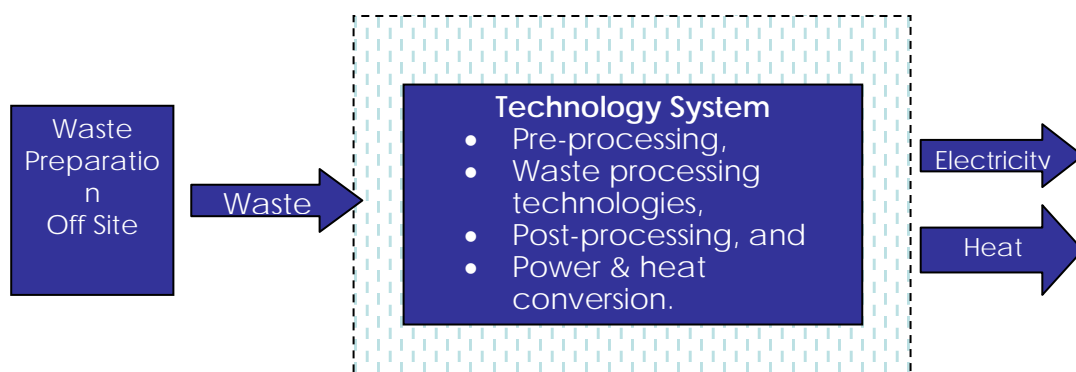 Waste
Preparatio
n
Off Site
Waste
Technology System
• Pre-processing,
• Waste processing
technologies,
• Post-processing, and
• Power & heat
conversion.
Electricity
Heat